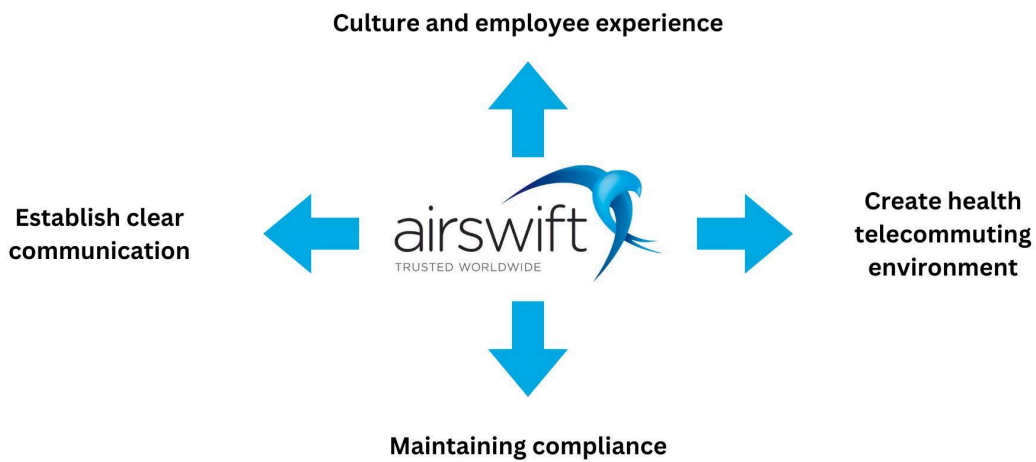 Culture and employee experience
Establish clear
communication
airswift
TRUSTED WORLDWIDE
Create health
telecommuting
environment
Maintaining compliance